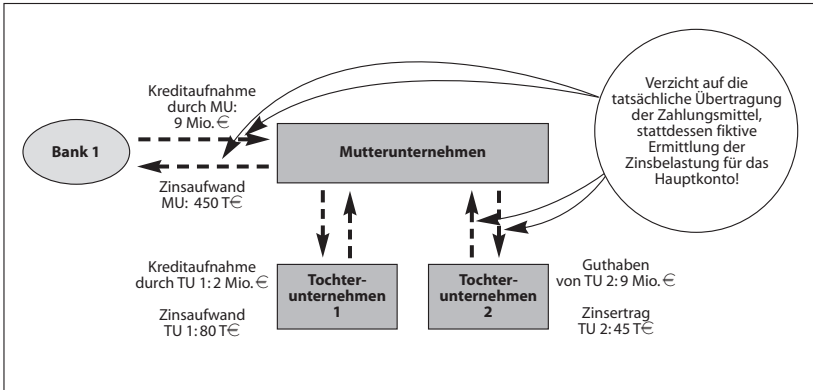 Kreditaufnahme
durch MU:
9 Mio. €
Bank 1
Mutterunternehmen
Zinsaufwand
MU: 450 T€
Verzicht auf die
tatsächliche Übertragung
der Zahlungsmittel,
stattdessen fiktive
Ermittlung der
Zinsbelastung für das
Hauptkonto!
Kreditaufnahme
durch TU 1: 2 Mio. €
Zinsaufwand
TU 1: 80 T€
Tochter-
unternehmen
1
Tochter-
unternehmen
2
Guthaben
von TU 2: 9 Mio. €
Zinsertrag
TU 2: 45 T€